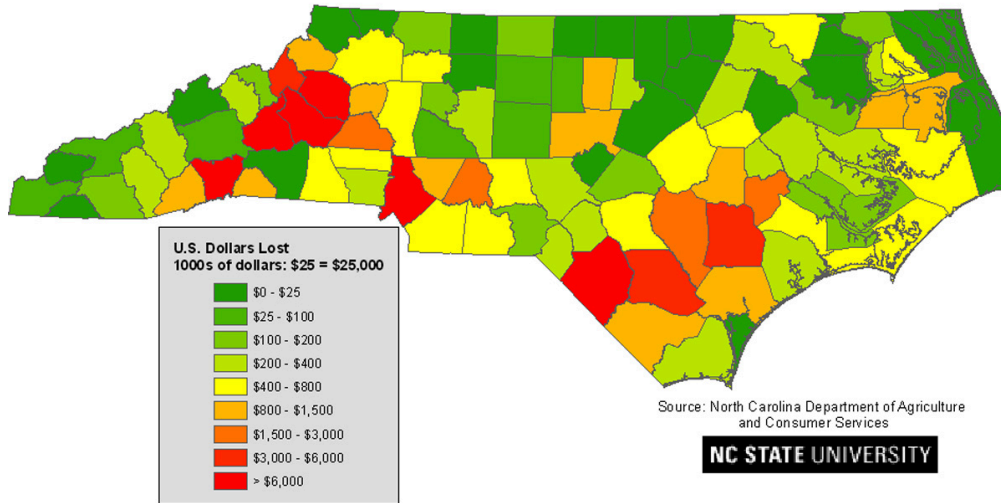 U.S. Dollars Lost
1000s of dollars: $25 = $25,000
$0 - $25
$25 - $100
$100 - $200
$200 - $400
$400 - $800
$800 - $1,500
$1,500 - $3,000
$3,000 - $6,000
> $6,000
Source: North Carolina Department of Agriculture
and Consumer Services
NC STATE UNIVERSITY